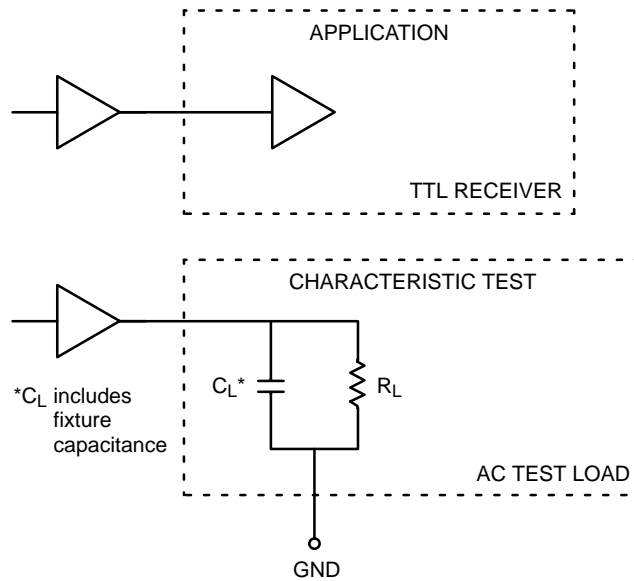 APPLICATION
TTL RECEIVER
CHARACTERISTIC TEST
*CL includes
fixture
capacitance
CL*
RL
AC TEST LOAD
GND